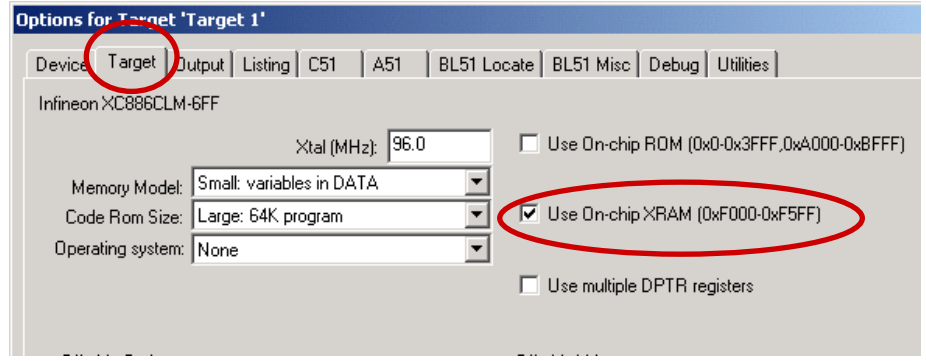 Options for Target 'Target 1'
Device Target Output Listing C51 A51 BL51 Locate BL51 Misc Debug Utilities
Infineon XC886CLM-6FF
Xtal (MHz): 96.0
Use On-chip ROM (0x0-0x3FFF,0xA000-0xBFFF)
Memory Model: Small: variables in DATA
Code Rom Size: Large: 64K program
Use On-chip XRAM (0xF000-0xF5FF)
Operating system: None
Use multiple DPTR registers